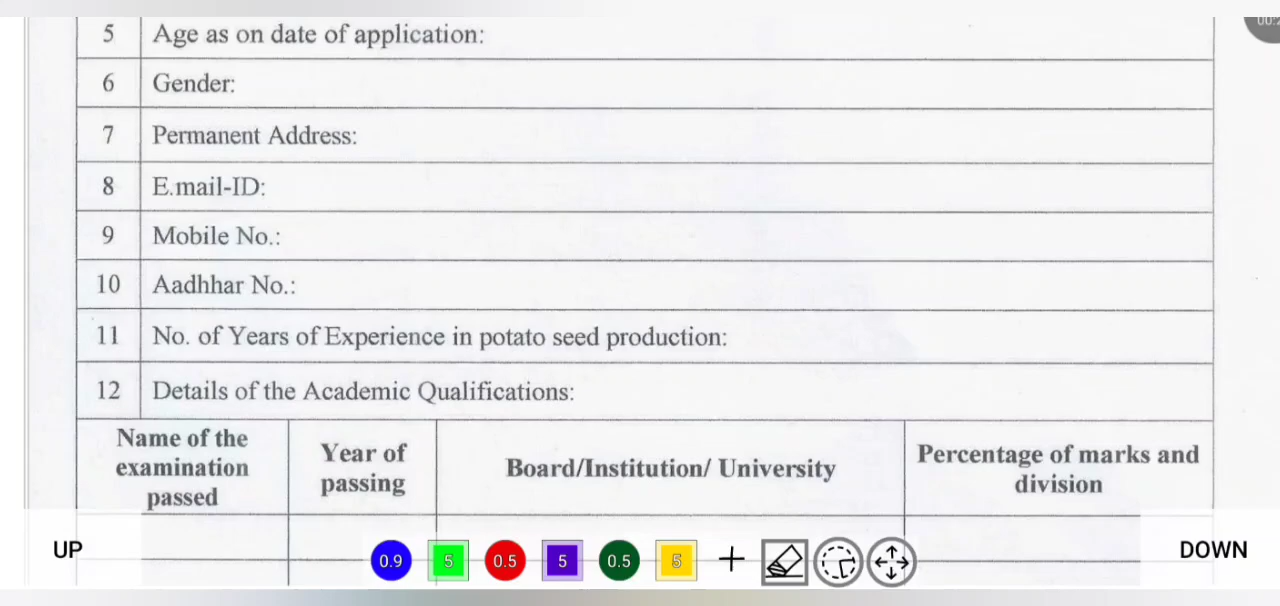 5 Age as on date of application:
6 Gender:
7 Permanent Address:
8 E.mail-ID:
9 Mobile No.:
10 Aadhhar No.:
11 No. of Years of Experience in potato seed production:
12 Details of the Academic Qualifications:
Name of the examination passed Year of passing Board/Institution/ University Percentage of marks and division
UP 0.9 5 0.5 5 0.5 5 + DOWN